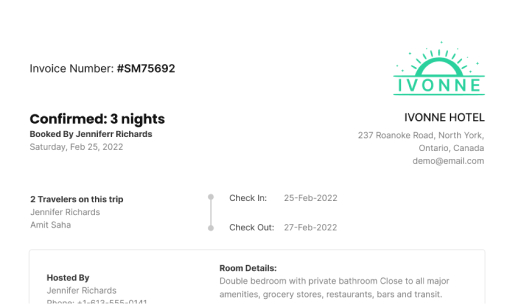 Invoice Number: #SM75692
IVONNE
Confirmed: 3 nights
Booked By Jenniferr Richards
Saturday, Feb 25, 2022
IVONNE HOTEL
237 Roanoke Road, North York,
Ontario, Canada
demo@email.com
2 Travelers on this trip
Jennifer Richards
Amit Saha
Check In: 25-Feb-2022
Check Out: 27-Feb-2022
Hosted By
Jennifer Richards
Phone: +1-613-555-0141
Room Details:
Double bedroom with private bathroom Close to all major
amenities, grocery stores, restaurants, bars and transit.